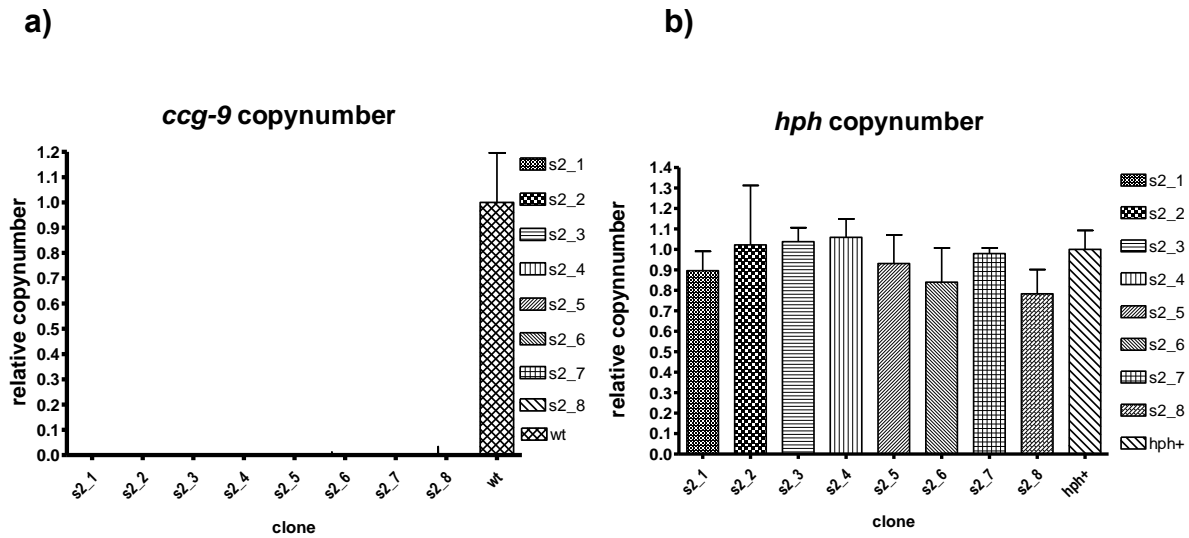 a)
ccg-9 copynumber
relative copynumber
1.2
1.1
1.0
0.9
0.8
0.7
0.6
0.5
0.4
0.3
0.2
0.1
0.0
s2_1
s2_2
s2_3
s2_4
s2_5
s2_6
s2_7
s2_8
wt
clone
s2_1
s2_2
s2_3
s2_4
s2_5
s2_6
s2_7
s2_8
wt
b)
hph copynumber
relative copynnumber
1.4
1.3
1.2
1.1
1.0
0.9
0.8
0.7
0.6
0.5
0.4
0.3
0.2
0.1
0.0
s2_1
s2_2
s2_3
s2_4
s2_5
s2_6
s2_7
s2_8
hph+
clone
s2_1
s2_2
s2_3
s2_4
s2_5
s2_6
s2_7
s2_8
hph+